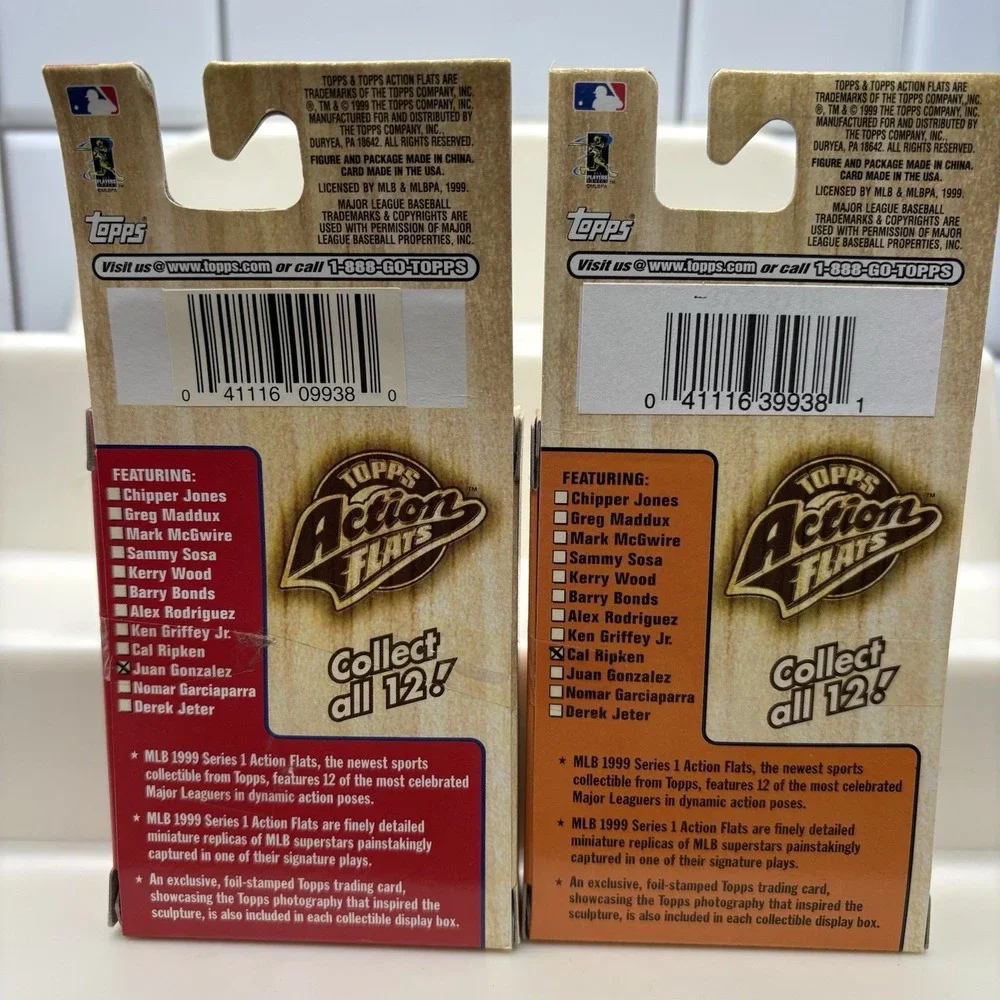 TOPPS & TOPPS ACTION FLATS ARE
TRADEMARKS OF THE TOPPS COMPANY, INC.
®, TM & © 1999 THE TOPPS COMPANY, INC.
MANUFACTURED FOR AND DISTRIBUTED BY
THE TOPPS COMPANY, INC.,
DURYEA, PA 18642. ALL RIGHTS RESERVED.
FIGURE AND PACKAGE MADE IN CHINA.
CARD MADE IN THE USA.
LICENSED BY MLB & MLBPA, 1999.
MAJOR LEAGUE BASEBALL
TRADEMARKS & COPYRIGHTS ARE
USED WITH PERMISSION OF MAJOR
LEAGUE BASEBALL PROPERTIES, INC.
©MLBPA
Topps
Visit us @ www.topps.com or call 1-888-GO-TOPPS
0 41116 09938 0
FEATURING:
Chipper Jones
Greg Maddux
Mark McGwire
Sammy Sosa
Kerry Wood
Barry Bonds
Alex Rodriguez
Ken Griffey Jr.
Cal Ripken
Juan Gonzalez
Nomar Garciaparra
Derek Jeter
TOPPS
Action
FLATS
™
Collect
all 12!
★ MLB 1999 Series 1 Action Flats, the newest sports
collectible from Topps, features 12 of the most celebrated
Major Leaguers in dynamic action poses.
★ MLB 1999 Series 1 Action Flats are finely detailed
miniature replicas of MLB superstars painstakingly
captured in one of their signature plays.
★ An exclusive, foil-stamped Topps trading card,
showcasing the Topps photography that inspired the
sculpture, is also included in each collectible display box.
TOPPS & TOPPS ACTION FLATS ARE
TRADEMARKS OF THE TOPPS COMPANY, INC.
®, TM & © 1999 THE TOPPS COMPANY, INC.
MANUFACTURED FOR AND DISTRIBUTED BY
THE TOPPS COMPANY, INC.,
DURYEA, PA 18642. ALL RIGHTS RESERVED.
FIGURE AND PACKAGE MADE IN CHINA.
CARD MADE IN THE USA.
LICENSED BY MLB & MLBPA, 1999.
MAJOR LEAGUE BASEBALL
TRADEMARKS & COPYRIGHTS ARE
USED WITH PERMISSION OF MAJOR
LEAGUE BASEBALL PROPERTIES, INC.
©MLBPA
Topps
Visit us @ www.topps.com or call 1-888-GO-TOPPS
0 41116 39938 1
FEATURING:
Chipper Jones
Greg Maddux
Mark McGwire
Sammy Sosa
Kerry Wood
Barry Bonds
Alex Rodriguez
Ken Griffey Jr.
Cal Ripken
Juan Gonzalez
Nomar Garciaparra
Derek Jeter
TOPPS
Action
FLATS
™
Collect
all 12!
★ MLB 1999 Series 1 Action Flats, the newest sports
collectible from Topps, features 12 of the most celebrated
Major Leaguers in dynamic action poses.
★ MLB 1999 Series 1 Action Flats are finely detailed
miniature replicas of MLB superstars painstakingly
captured in one of their signature plays.
★ An exclusive, foil-stamped Topps trading card,
showcasing the Topps photography that inspired the
sculpture, is also included in each collectible display box.